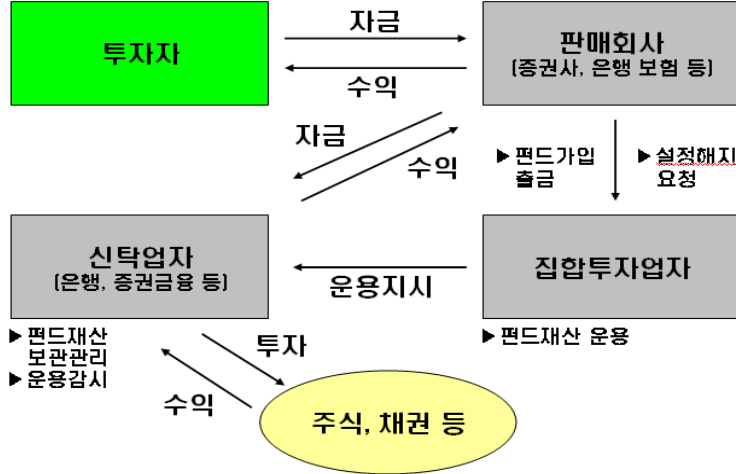 투자자
자금
수익
판매회사
(증권사, 은행 보험 등)
자금
수익
▶ 펀드가입
출금
▶ 설정해지
요청
신탁업자
(은행, 증권금융 등)
운용지시
집합투자업자
▶ 펀드재산
보관관리
▶ 운용감시
▶ 펀드재산 운용
투자
수익
주식, 채권 등